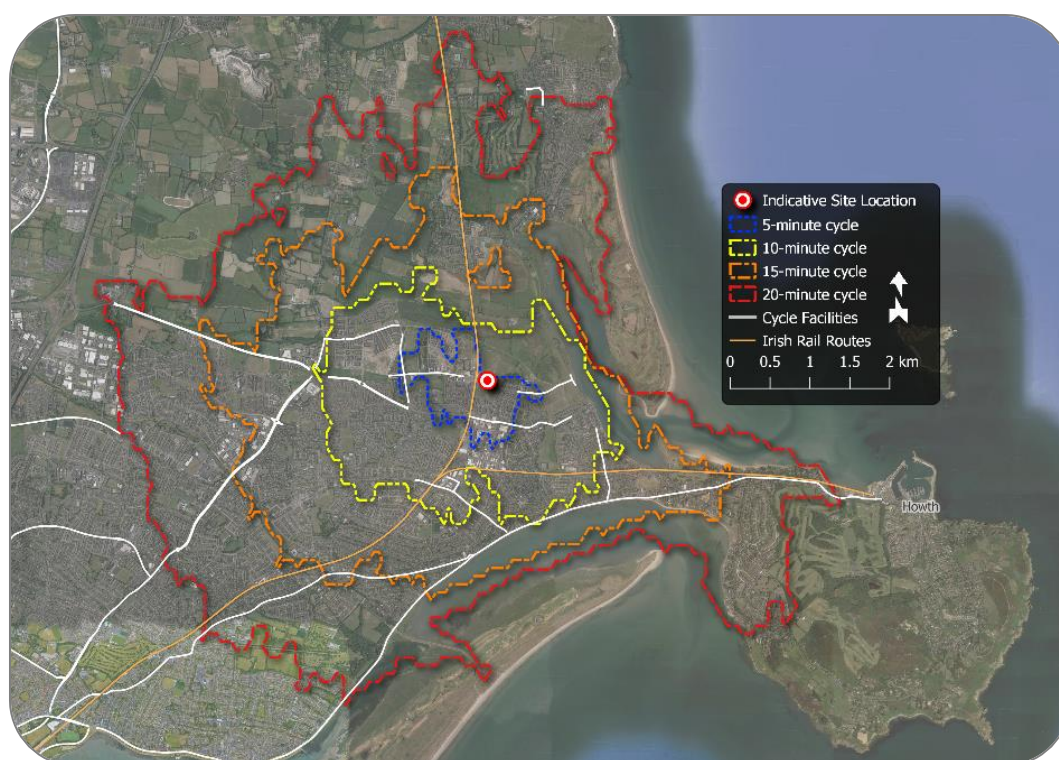 Indicative Site Location
5-minute cycle
10-minute cycle
15-minute cycle
20-minute cycle
Cycle Facilities
Irish Rail Routes
0 0.5 1 1.5 2 km
Howth